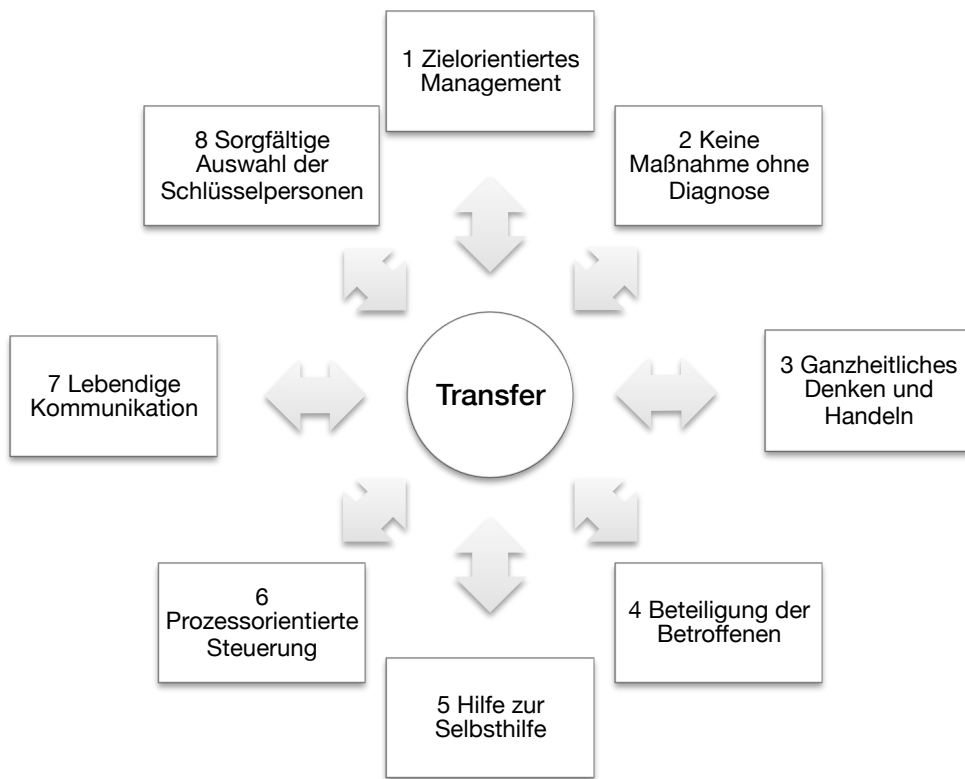 1 Zielorientiertes
Management
2 Keine
Maßnahme ohne
Diagnose
3 Ganzheitliches
Denken und
Handeln
4 Beteiligung der
Betroffenen
5 Hilfe zur
Selbsthilfe
6
Prozessorientierte
Steuerung
7 Lebendige
Kommunikation
8 Sorgfältige
Auswahl der
Schlüsselpersonen
Transfer